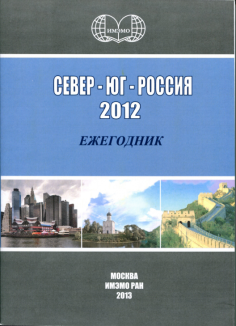 ИМЭМО
СЕВЕР - ЮГ - РОССИЯ
2012
ЕЖЕГОДНИК
МОСКВА
ИМЭМО РАН
2013